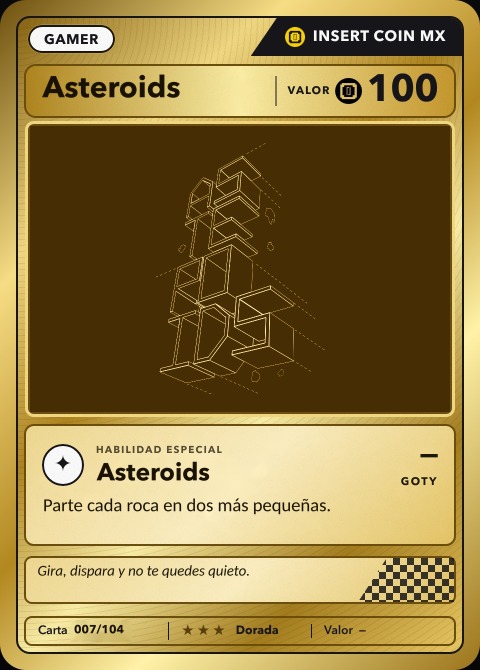 GAMER
INSERT COIN MX
Asteroids
VALOR 100
HABILIDAD ESPECIAL
Asteroids
–
GOTY
Parte cada roca en dos más pequeñas.
Gira, dispara y no te quedes quieto.
Carta 007/104 ★★★ Dorada Valor –